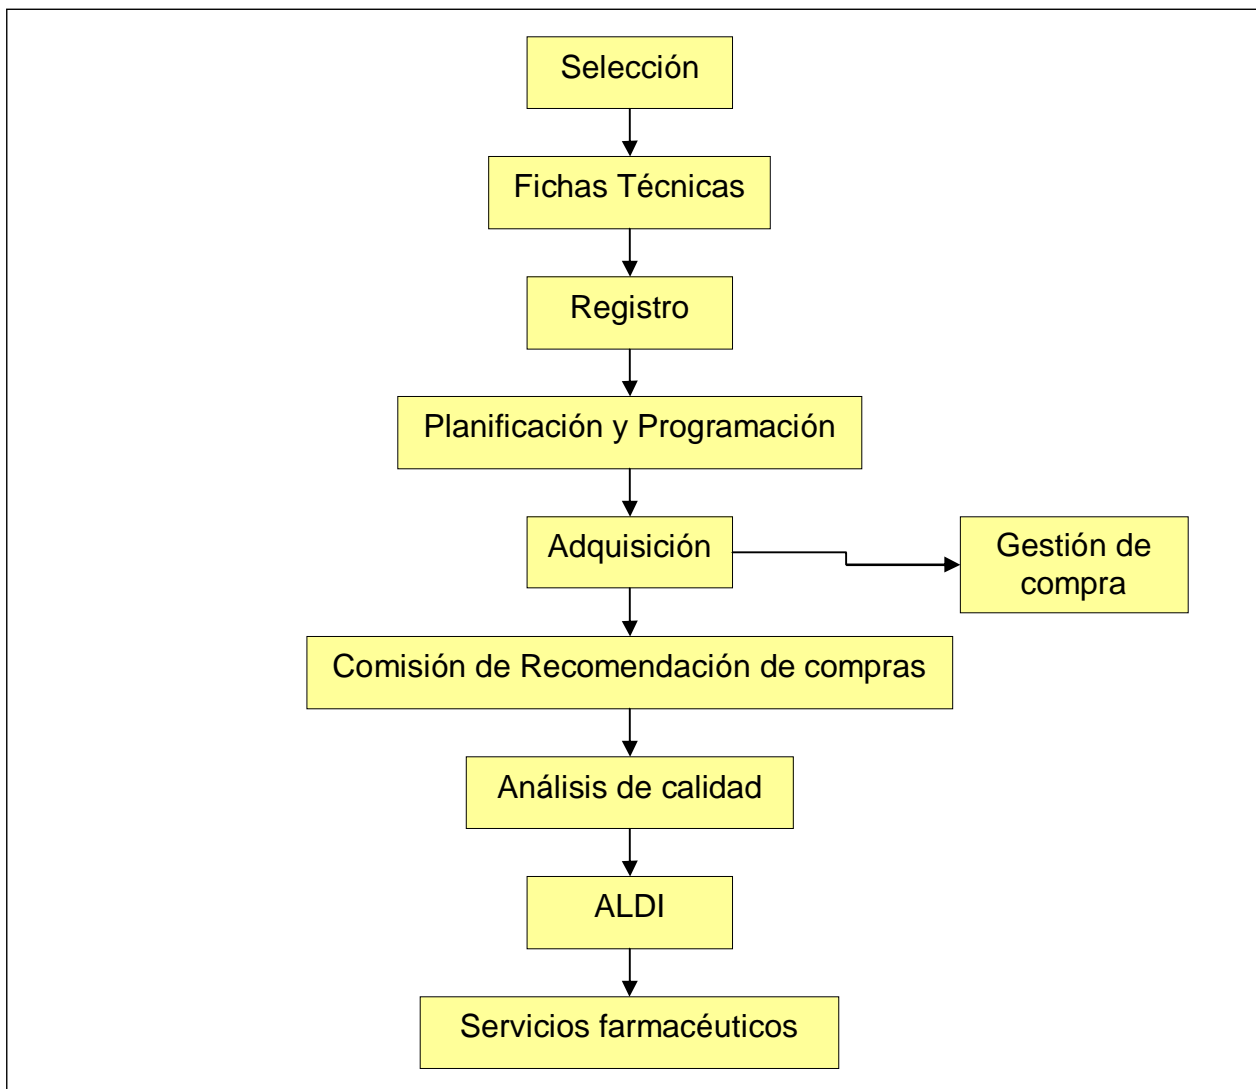 Selección
Fichas Técnicas
Registro
Planificación y Programación
Adquisición
Gestión de
compra
Comisión de Recomendación de compras
Análisis de calidad
ALDI
Servicios farmacéuticos